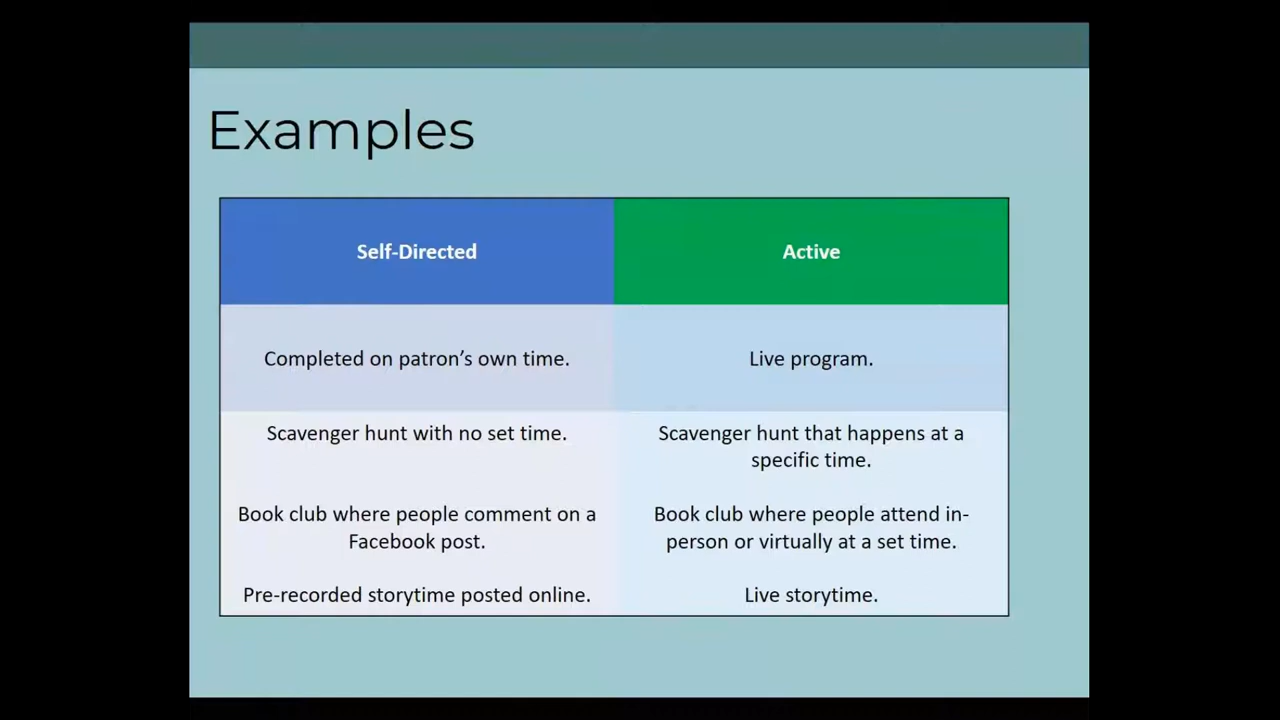 Examples
Self-Directed
Active
Completed on patron’s own time.
Live program.
Scavenger hunt with no set time.
Scavenger hunt that happens at a
specific time.
Book club where people comment on a
Facebook post.
Book club where people attend in-
person or virtually at a set time.
Pre-recorded storytime posted online.
Live storytime.